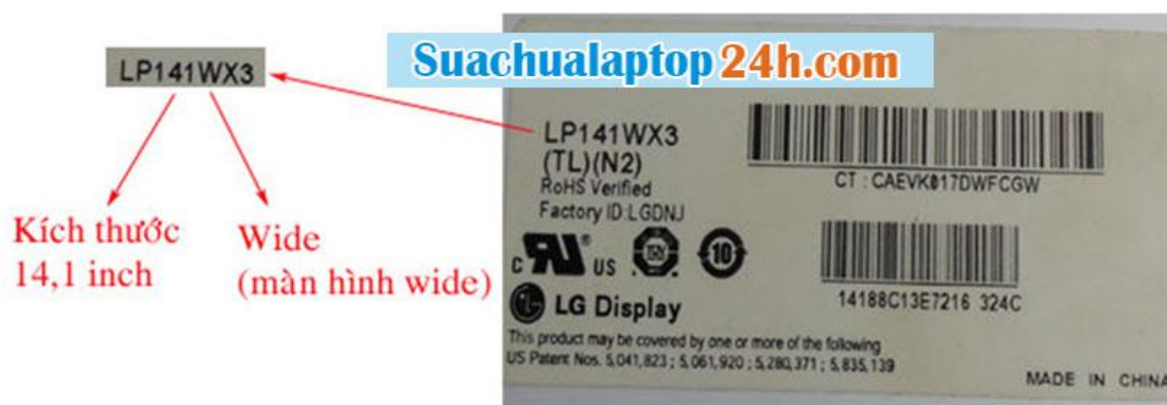 LP141WX3
Kích thước
14,1 inch
Wide
(màn hình wide)
Suachualaptop24h.com
LP141WX3
(TL)(N2)
RoHS Verified
Factory ID:LGDNJ
CT : CAEVK017DWFCGW
C UL US
10
14188C13E7216 324C
LG Display
This product may be covered by one or more of the following
US Patent Nos. 5,041,823 ; 5,061,920 ; 5,280,371 ; 5,835,139
MADE IN CHINA